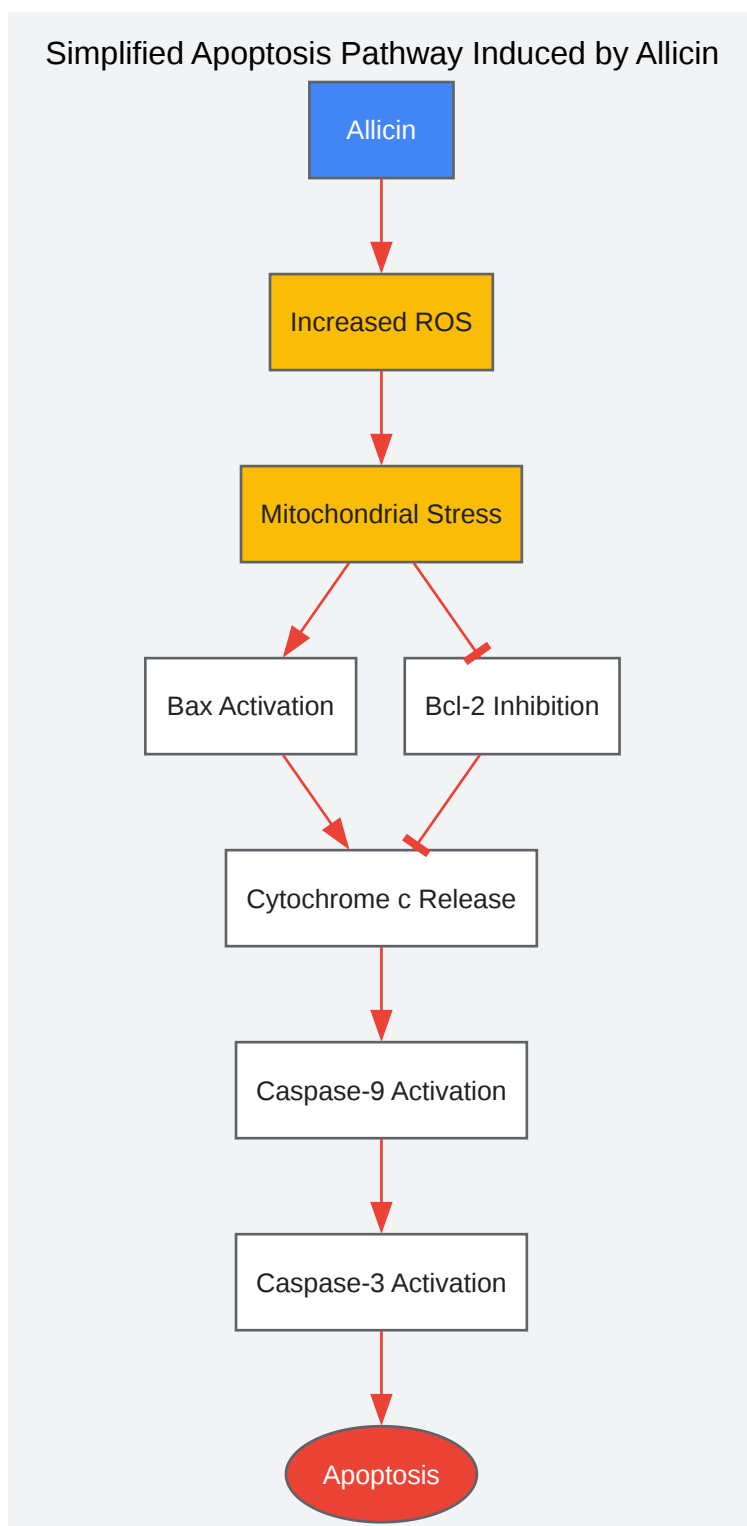 Simplified Apoptosis Pathway Induced by Allicin
Allicin
Increased ROS
Mitochondrial Stress
Bax Activation
Bcl-2 Inhibition
Cytochrome c Release
Caspase-9 Activation
Caspase-3 Activation
Apoptosis